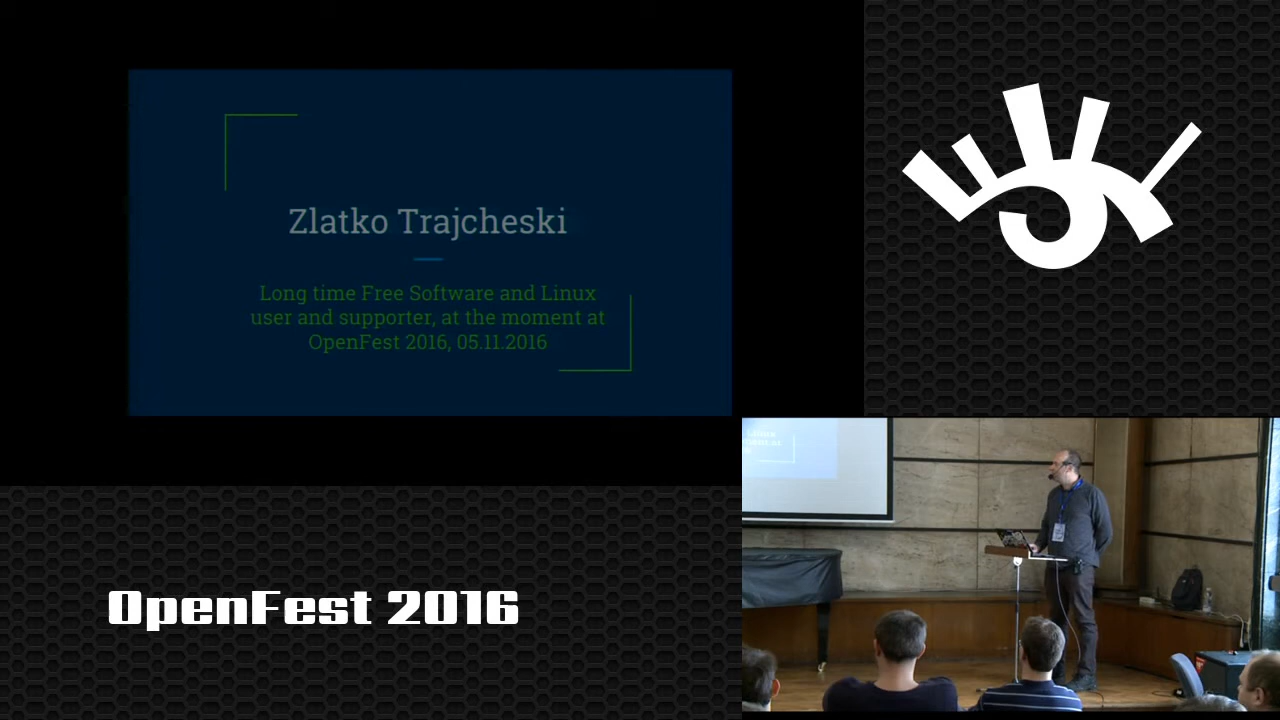 Zlatko Trajcheski
Long time Free Software and Linux
user and supporter, at the moment at
OpenFest 2016, 05.11.2016
OpenFest 2016